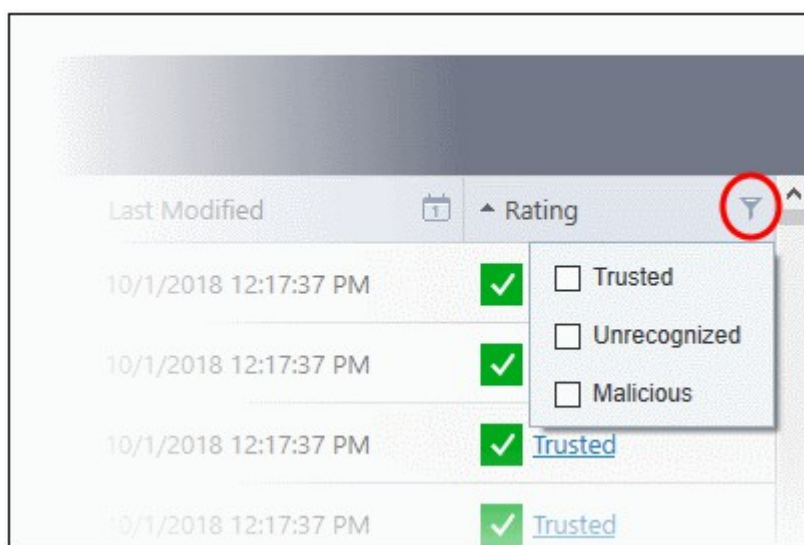 Last Modified 1 Rating
10/1/2018 12:17:37 PM Trusted
Unrecognized
10/1/2018 12:17:37 PM
Malicious
10/1/2018 12:17:37 PM Trusted
10/1/2018 12:17:37 PM Trusted